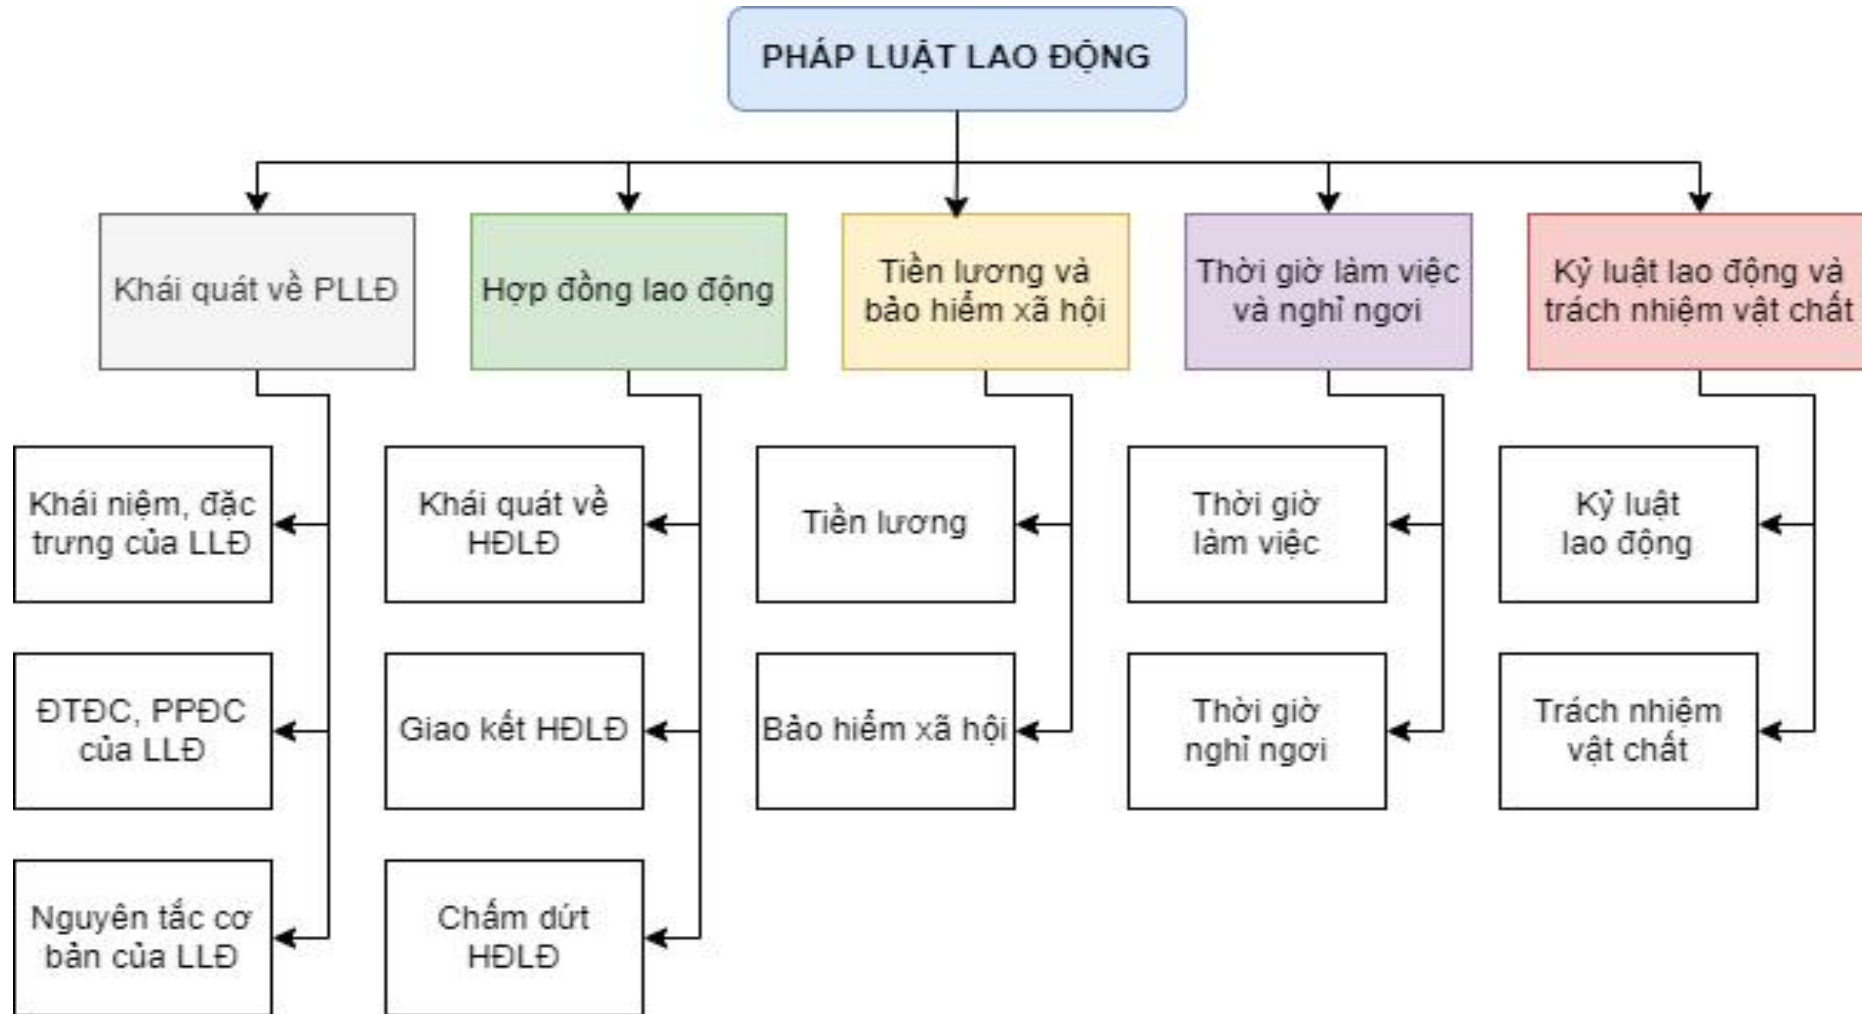 PHÁP LUẬT LAO ĐỘNG
Khái quát về PLLĐ
Hợp đồng lao động
Tiền lương và
bảo hiểm xã hội
Thời giờ làm việc
và nghỉ ngơi
Kỷ luật lao động và
trách nhiệm vật chất
Khái niệm, đặc
trưng của LLĐ
Khái quát về
HĐLĐ
Tiền lương
Thời giờ
làm việc
Kỷ luật
lao động
ĐTĐC, PPĐC
của LLĐ
Giao kết HĐLĐ
Bảo hiểm xã hội
Thời giờ
nghỉ ngơi
Trách nhiệm
vật chất
Nguyên tắc cơ
bản của LLĐ
Chấm dứt
HĐLĐ